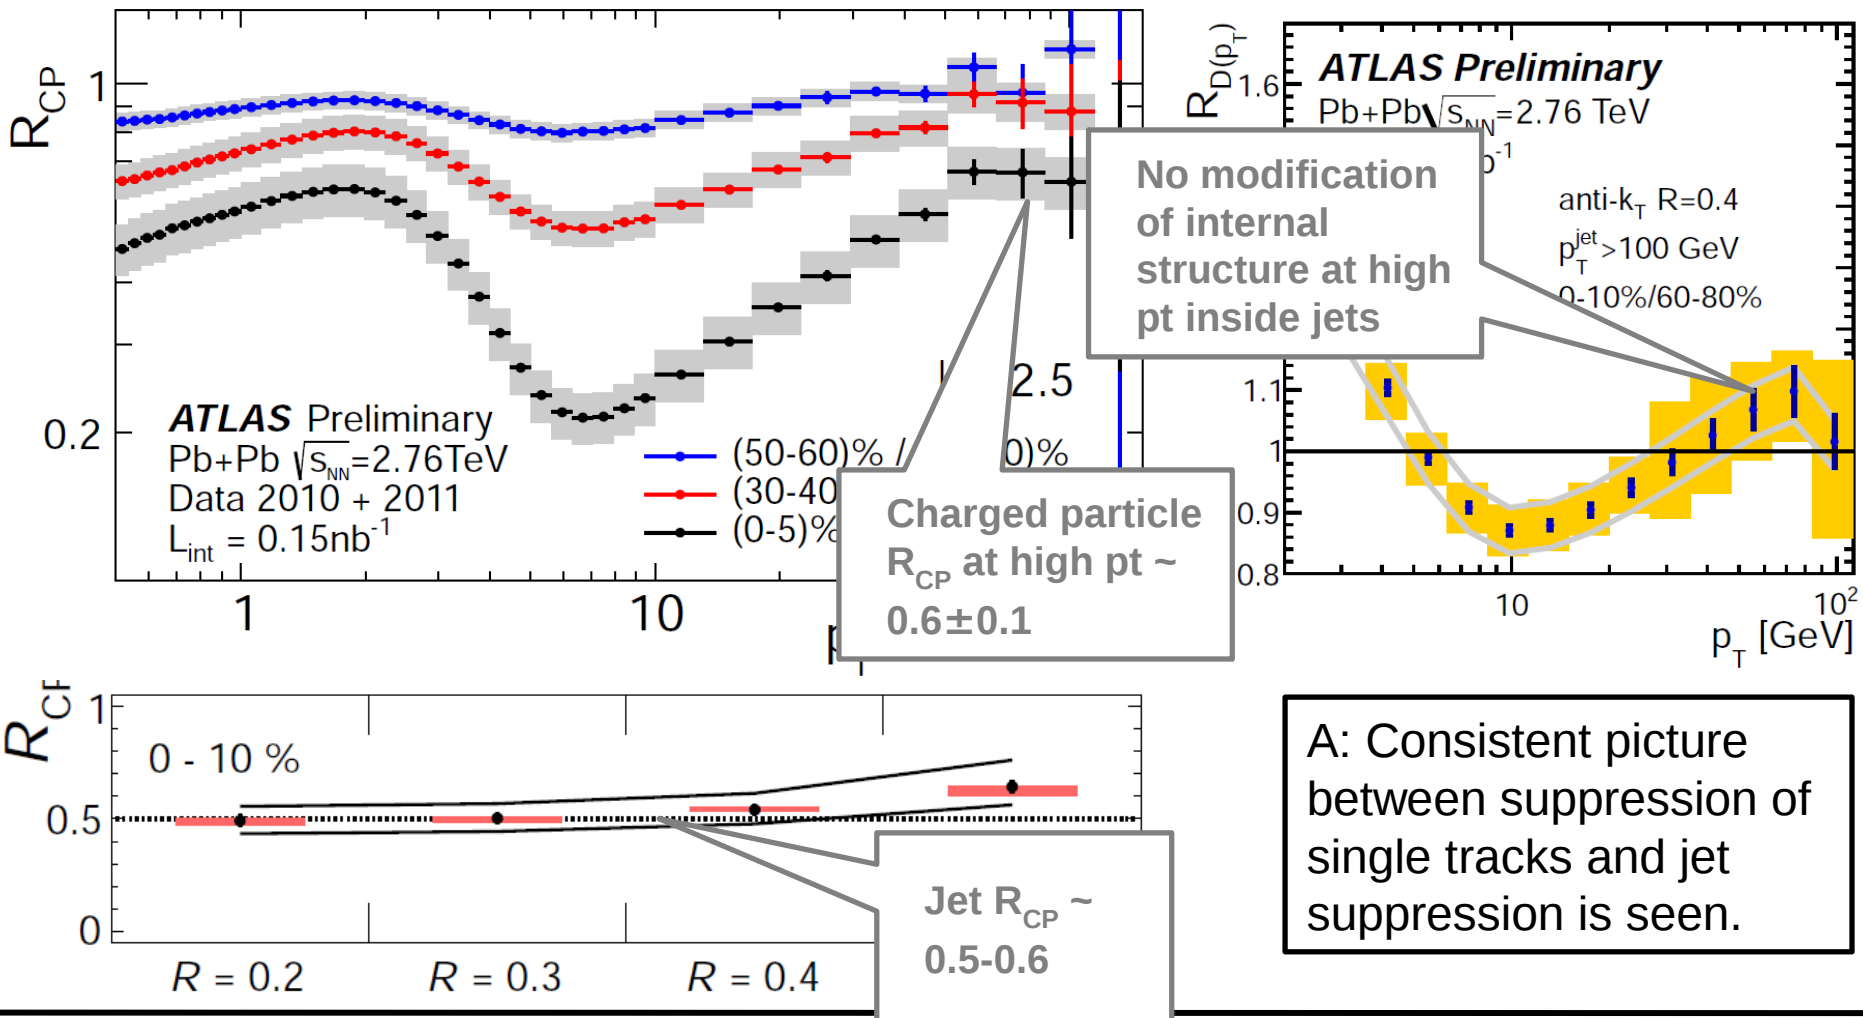 R_CP
1
0.2
ATLAS Preliminary
Pb+Pb √s_NN=2.76TeV
Data 2010 + 2011
L_int = 0.15nb^-1
2.5
(50-60)% / 0)%
(30-40
(0-5)%
1
10
p
R_D(p_T)
1.6
1.1
1
0.9
0.8
ATLAS Preliminary
Pb+Pb √s_NN=2.76 TeV
b^-1
anti-k_T R=0.4
p_T^jet >100 GeV
0-10%/60-80%
10
10^2
p_T [GeV]
No modification
of internal
structure at high
pt inside jets
Charged particle
R_CP at high pt ~
0.6±0.1
R_CP
1
0.5
0
0 - 10 %
R = 0.2
R = 0.3
R = 0.4
Jet R_CP ~
0.5-0.6
A: Consistent picture
between suppression of
single tracks and jet
suppression is seen.